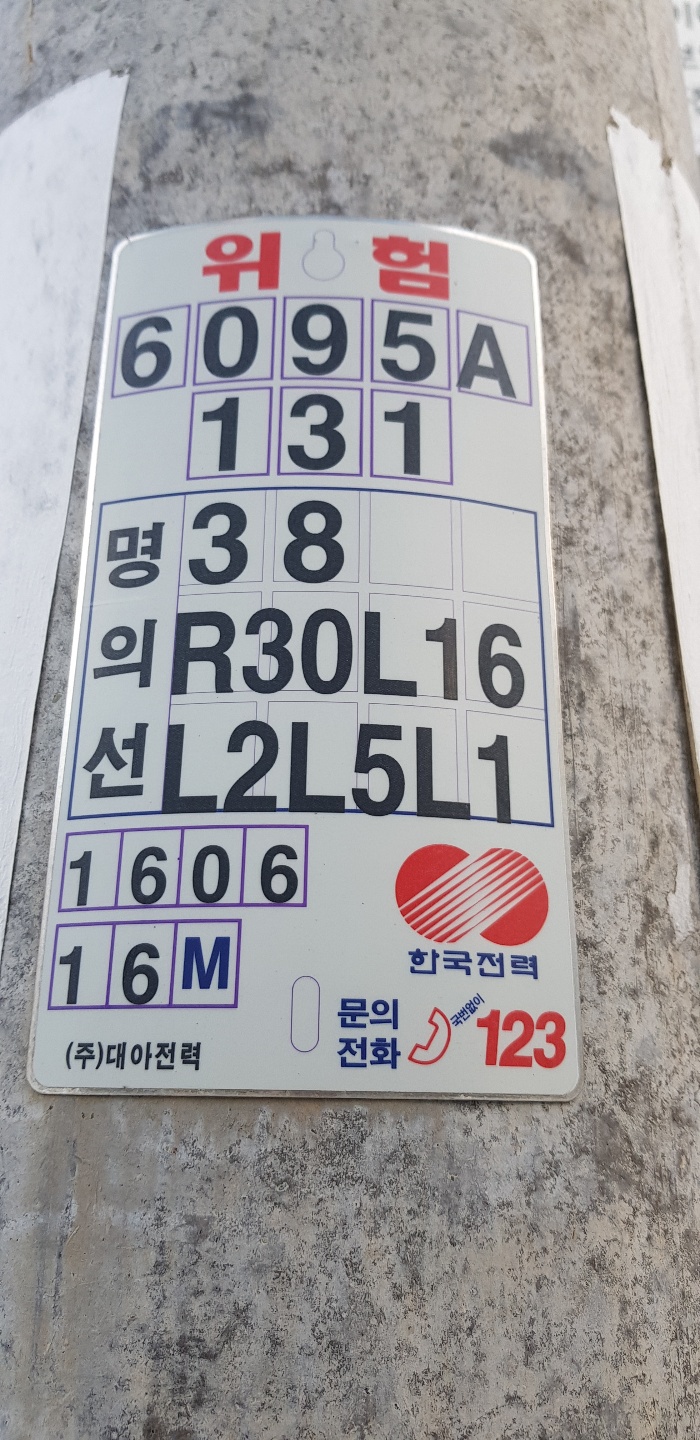 위험
6095A
131
명 38
의 R30L16
선 L2L5L1
1606
16M
한국전력
문의
전화 국번없이 123
(주)대아전력